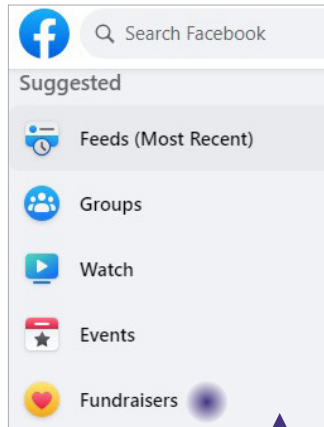 Search Facebook
Suggested
Feeds (Most Recent)
Groups
Watch
Events
Fundraisers